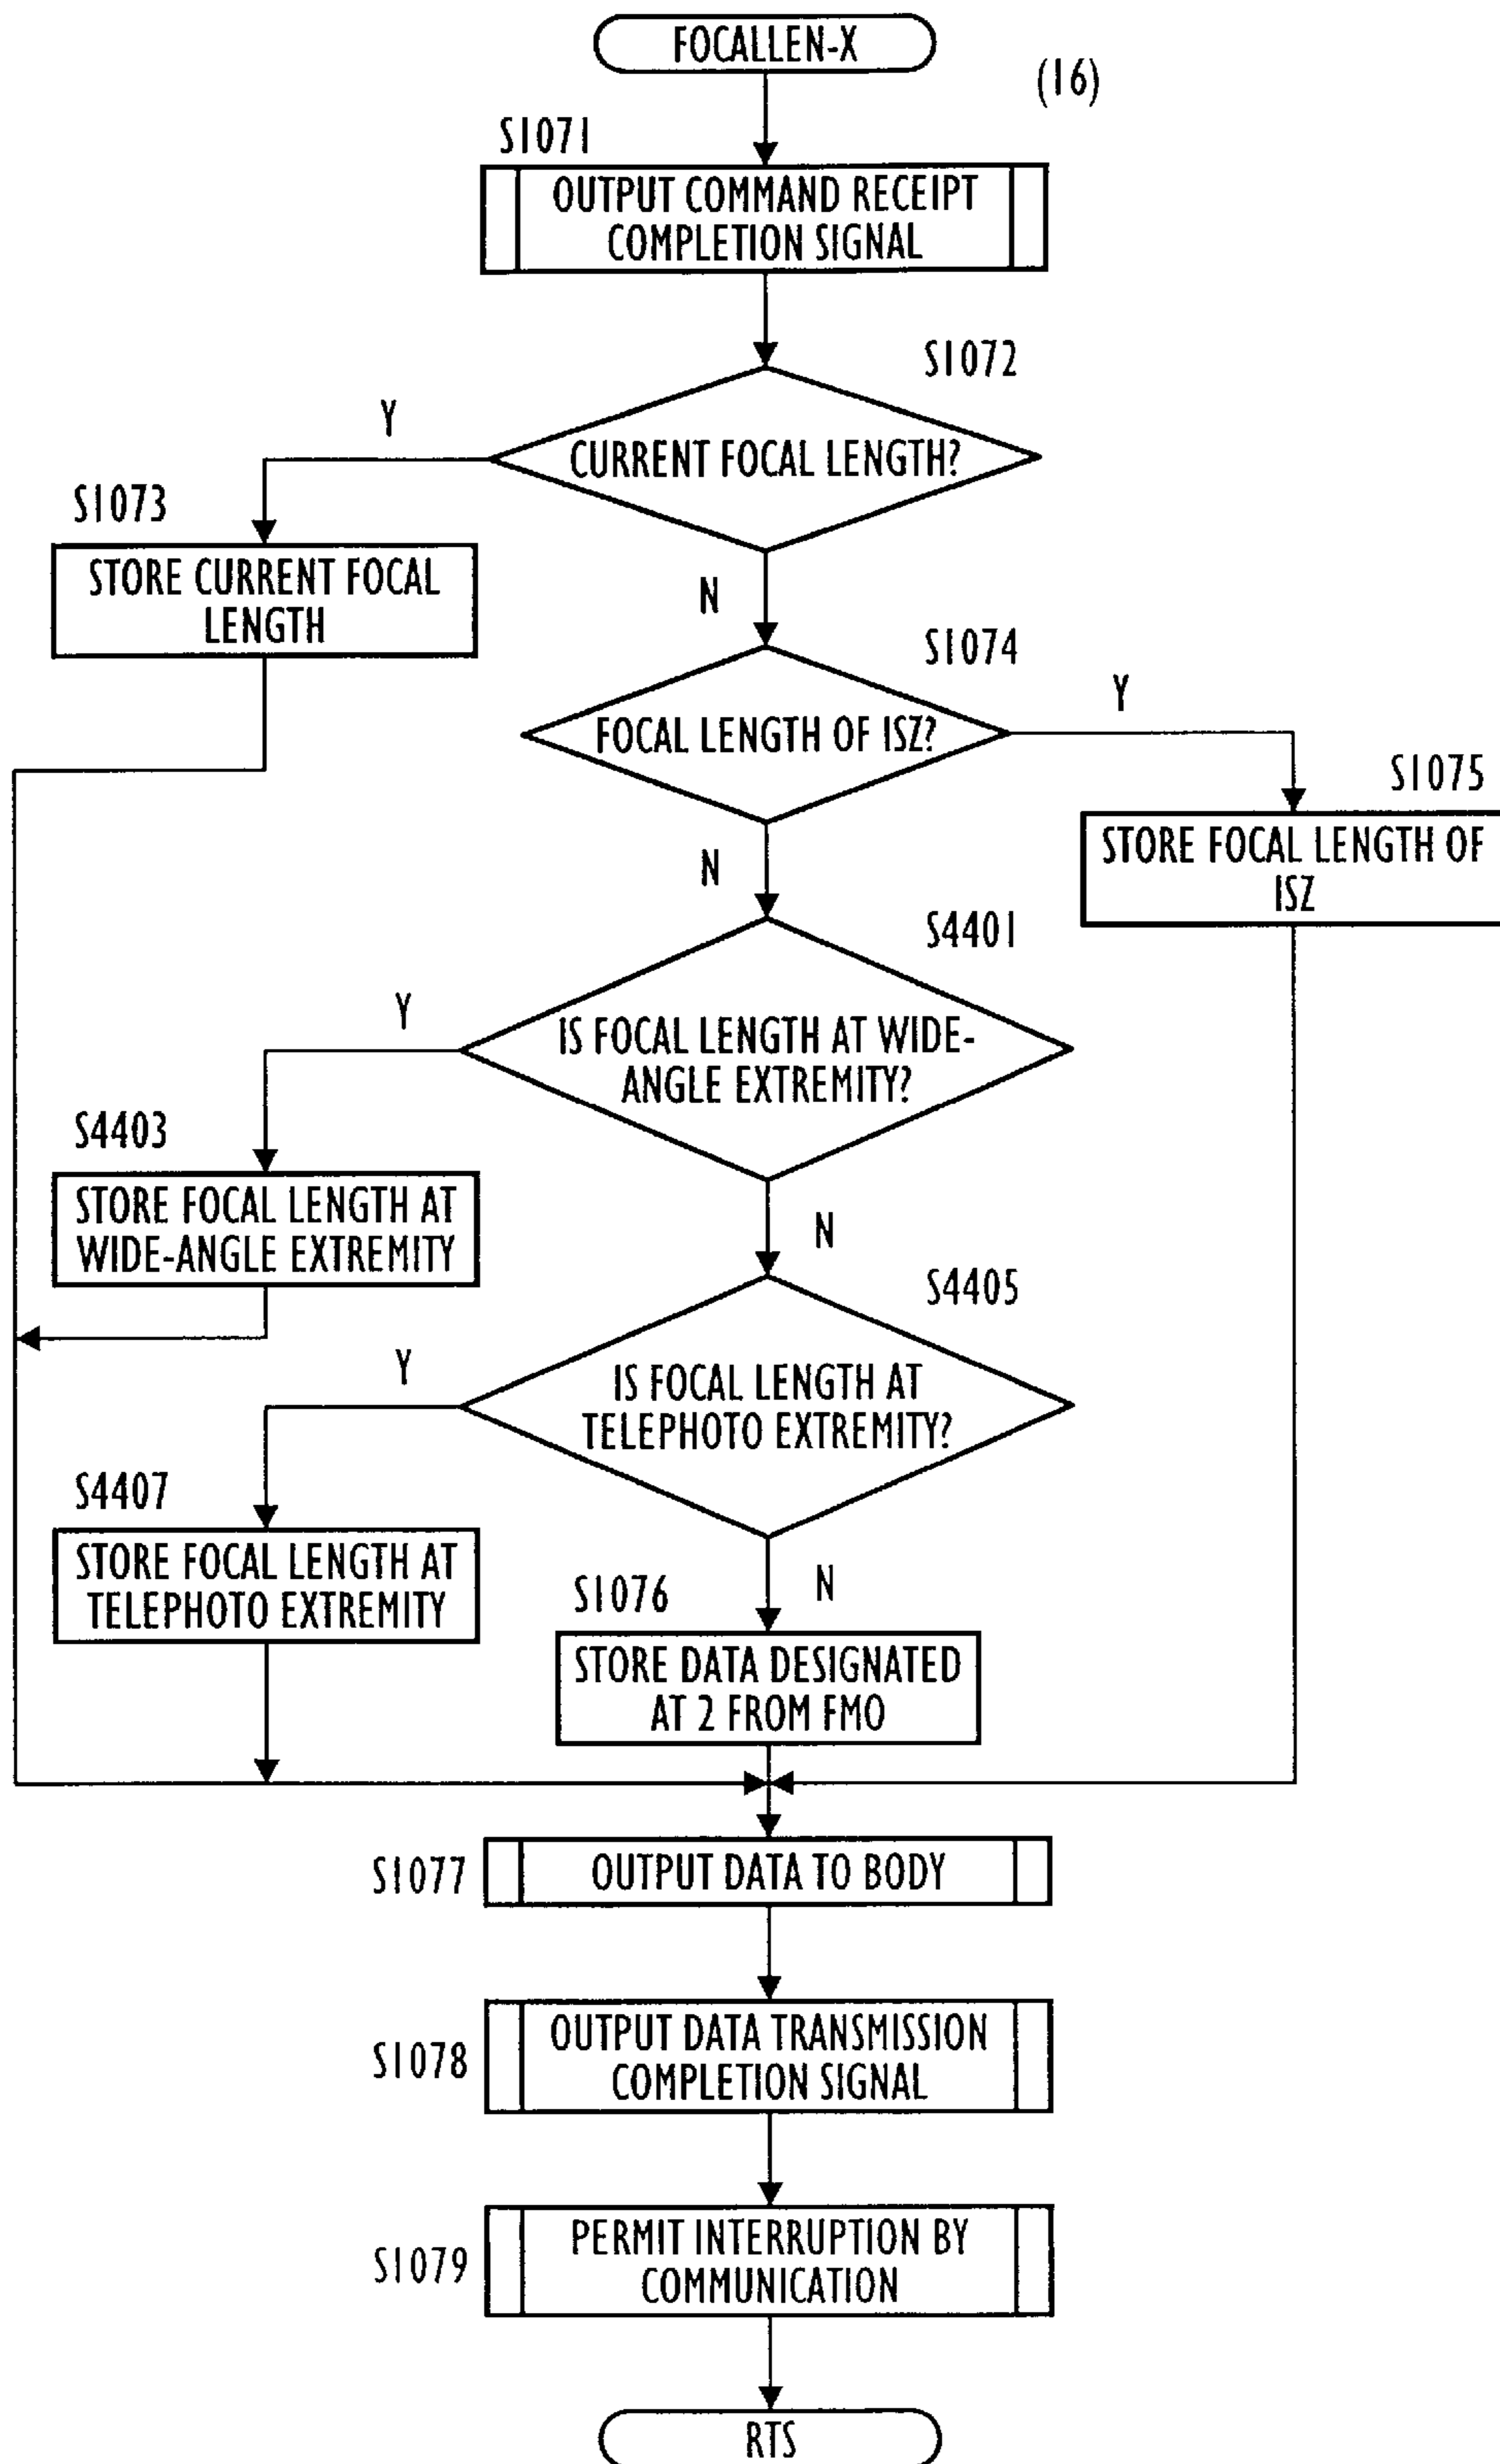 FOCALLEN-X
(16)
S1071
OUTPUT COMMAND RECEIPT
COMPLETION SIGNAL
S1072
Y
CURRENT FOCAL LENGTH?
S1073
STORE CURRENT FOCAL
LENGTH
N
S1074
Y
FOCAL LENGTH OF ISZ?
S1075
STORE FOCAL LENGTH OF
ISZ
N
S4401
Y
IS FOCAL LENGTH AT WIDE-
ANGLE EXTREMITY?
S4403
STORE FOCAL LENGTH AT
WIDE-ANGLE EXTREMITY
N
S4405
Y
IS FOCAL LENGTH AT
TELEPHOTO EXTREMITY?
S4407
STORE FOCAL LENGTH AT
TELEPHOTO EXTREMITY
N
S1076
STORE DATA DESIGNATED
AT 2 FROM FMO
S1077
OUTPUT DATA TO BODY
S1078
OUTPUT DATA TRANSMISSION
COMPLETION SIGNAL
S1079
PERMIT INTERRUPTION BY
COMMUNICATION
RTS